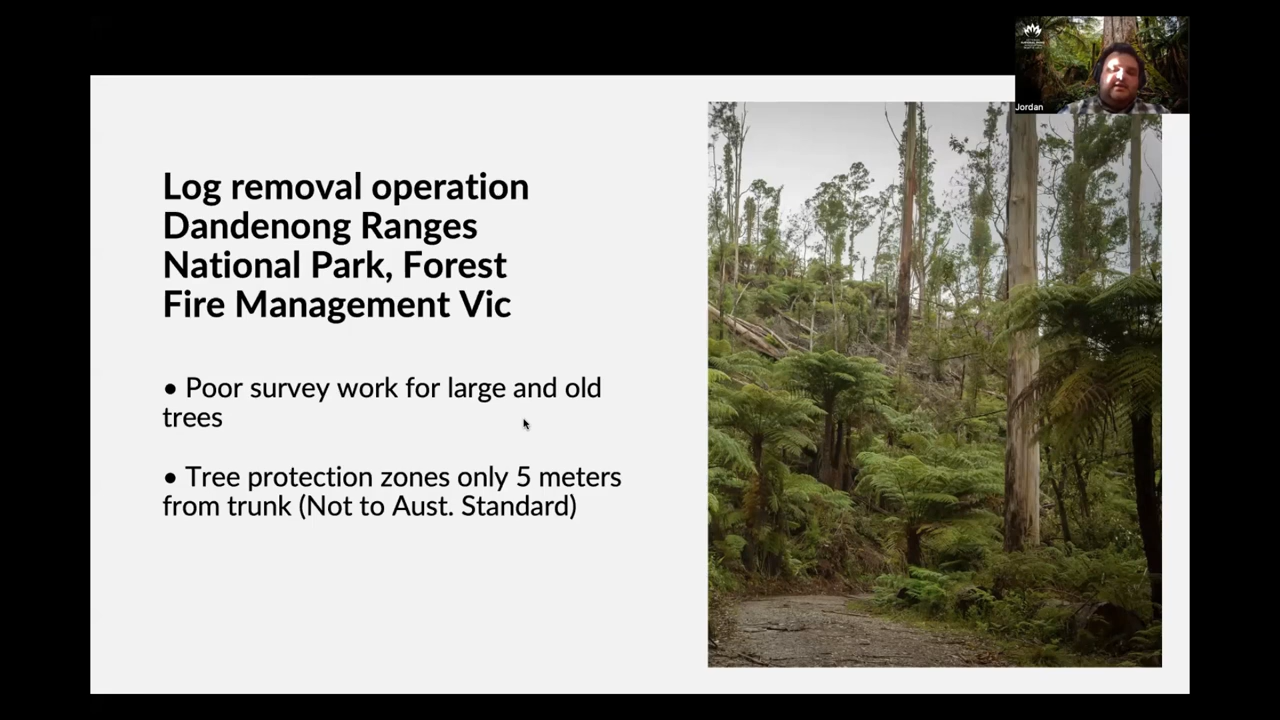 Log removal operation
Dandenong Ranges
National Park, Forest
Fire Management Vic
• Poor survey work for large and old
trees
• Tree protection zones only 5 meters
from trunk (Not to Aust. Standard)
Jordan